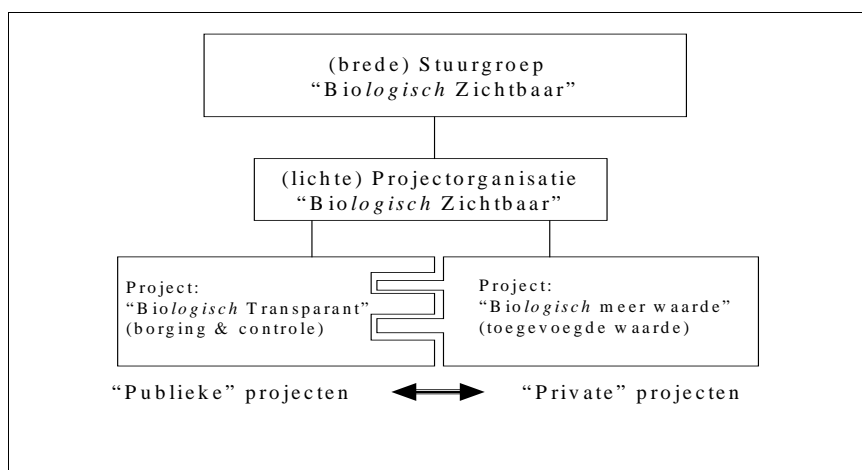 (brede) Stuurgroep
“Biologisch Zichtbaar”
(lichte) Projectorganisatie
“Biologisch Zichtbaar”
Project:
“Biologisch Transparant”
(borging & controle)
Project:
“Biologisch meer waarde”
(toegevoegde waarde)
“Publieke” projecten
“Private” projecten